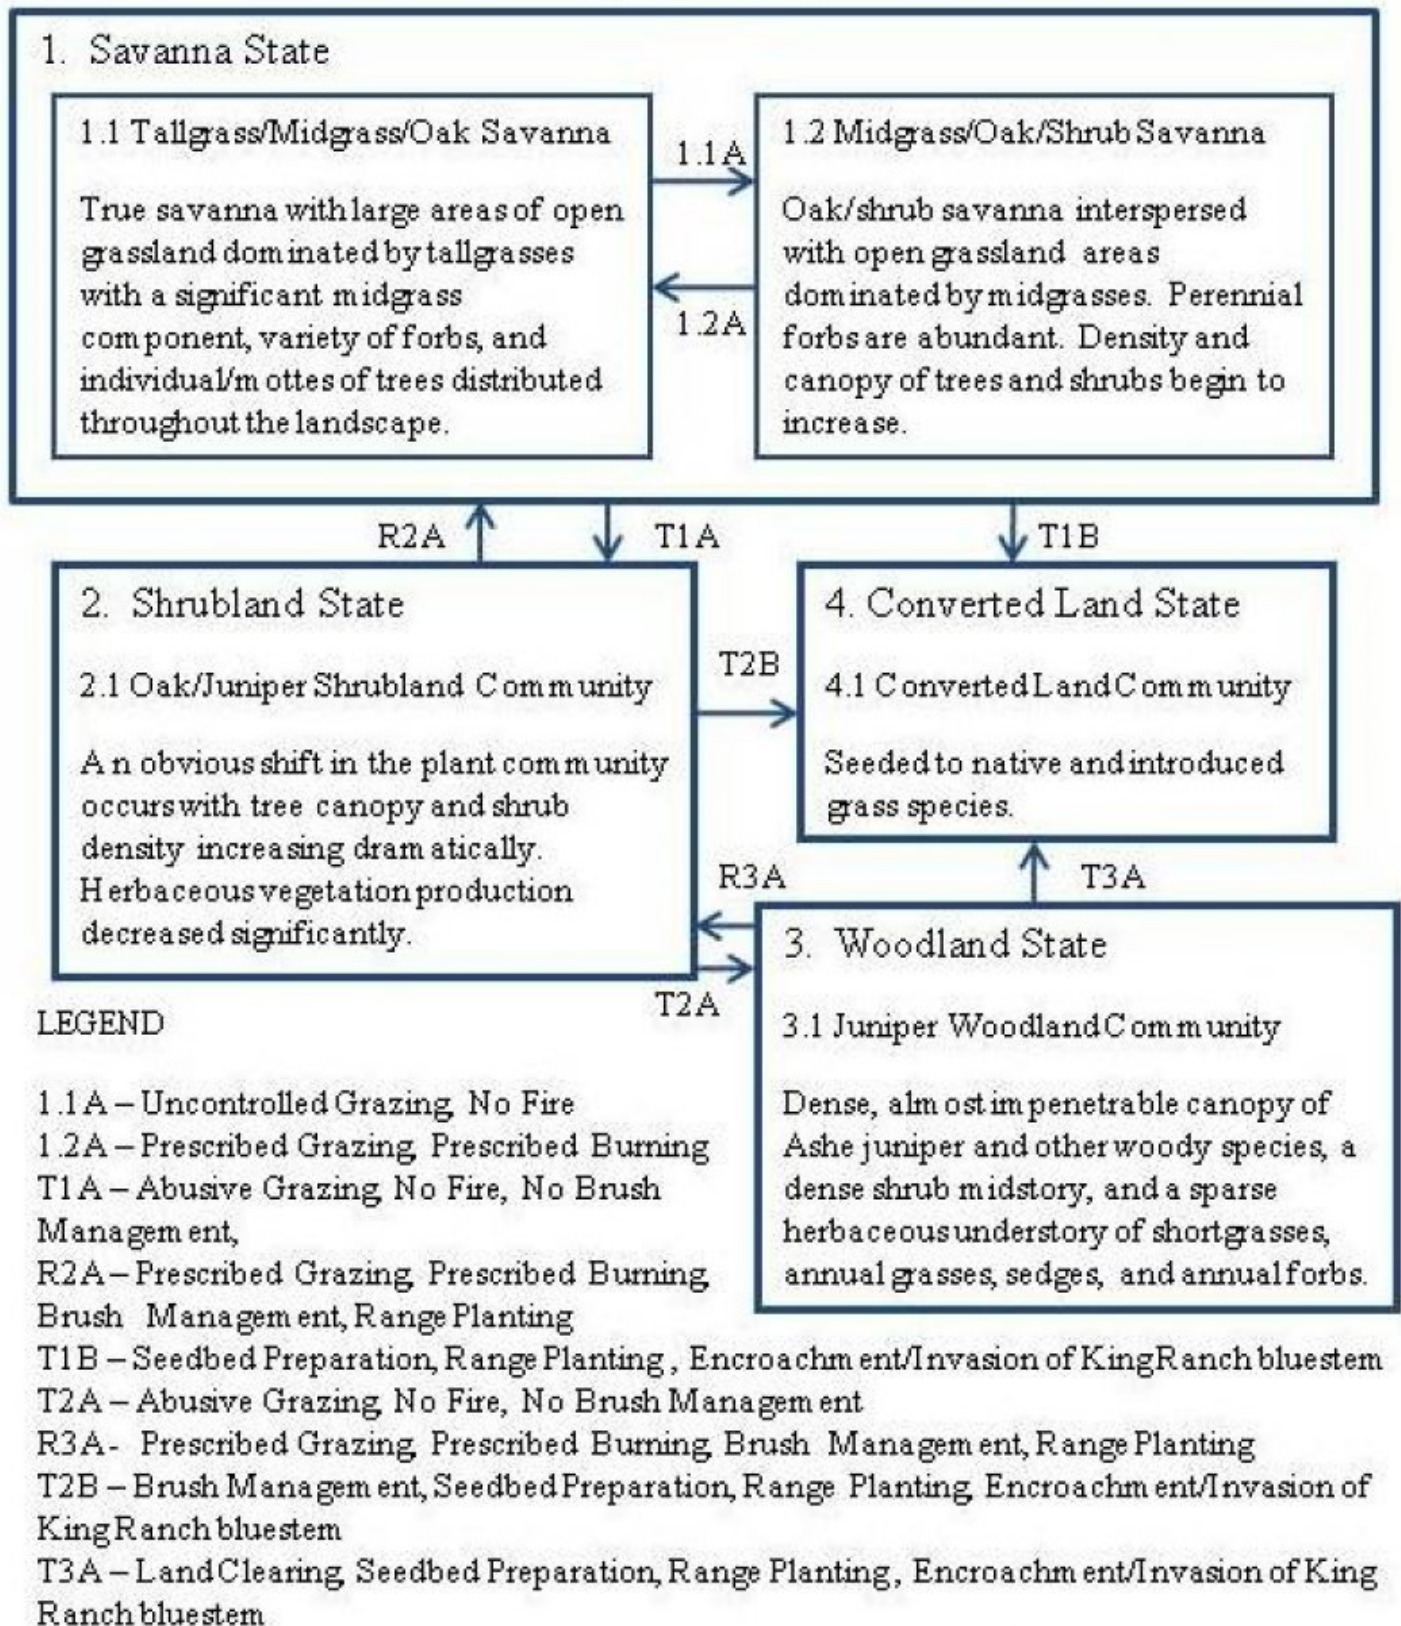 1. Savanna State
1.1 Tallgrass/Midgrass/Oak Savanna
True savanna with large areas of open
grassland dominated by tallgrasses
with a significant midgrass
component, variety of forbs, and
individual/mottes of trees distributed
throughout the landscape.
1.1A
1.2A
1.2 Midgrass/Oak/Shrub Savanna
Oak/shrub savanna interspersed
with open grassland areas
dominated by midgrasses. Perennial
forbs are abundant. Density and
canopy of trees and shrubs begin to
increase.
R2A
T1A
T1B
2. Shrubland State
2.1 Oak/Juniper Shrubland Community
An obvious shift in the plant community
occurs with tree canopy and shrub
density increasing dramatically.
Herbaceous vegetation production
decreased significantly.
T2B
4. Converted Land State
4.1 Converted Land Community
Seeded to native and introduced
grass species.
R3A
T3A
T2A
3. Woodland State
3.1 Juniper Woodland Community
Dense, almost impenetrable canopy of
Ashe juniper and other woody species, a
dense shrub midstory, and a sparse
herbaceous understory of shortgrasses,
annual grasses, sedges, and annual forbs.
LEGEND
1.1A – Uncontrolled Grazing, No Fire
1.2A – Prescribed Grazing, Prescribed Burning
T1A – Abusive Grazing, No Fire, No Brush
Management,
R2A – Prescribed Grazing, Prescribed Burning,
Brush Management, Range Planting
T1B – Seedbed Preparation, Range Planting , Encroachment/Invasion of King Ranch bluestem
T2A – Abusive Grazing, No Fire, No Brush Management
R3A- Prescribed Grazing, Prescribed Burning, Brush Management, Range Planting
T2B – Brush Management, Seedbed Preparation, Range Planting, Encroachment/Invasion of
King Ranch bluestem
T3A – Land Clearing, Seedbed Preparation, Range Planting , Encroachment/Invasion of King
Ranch bluestem